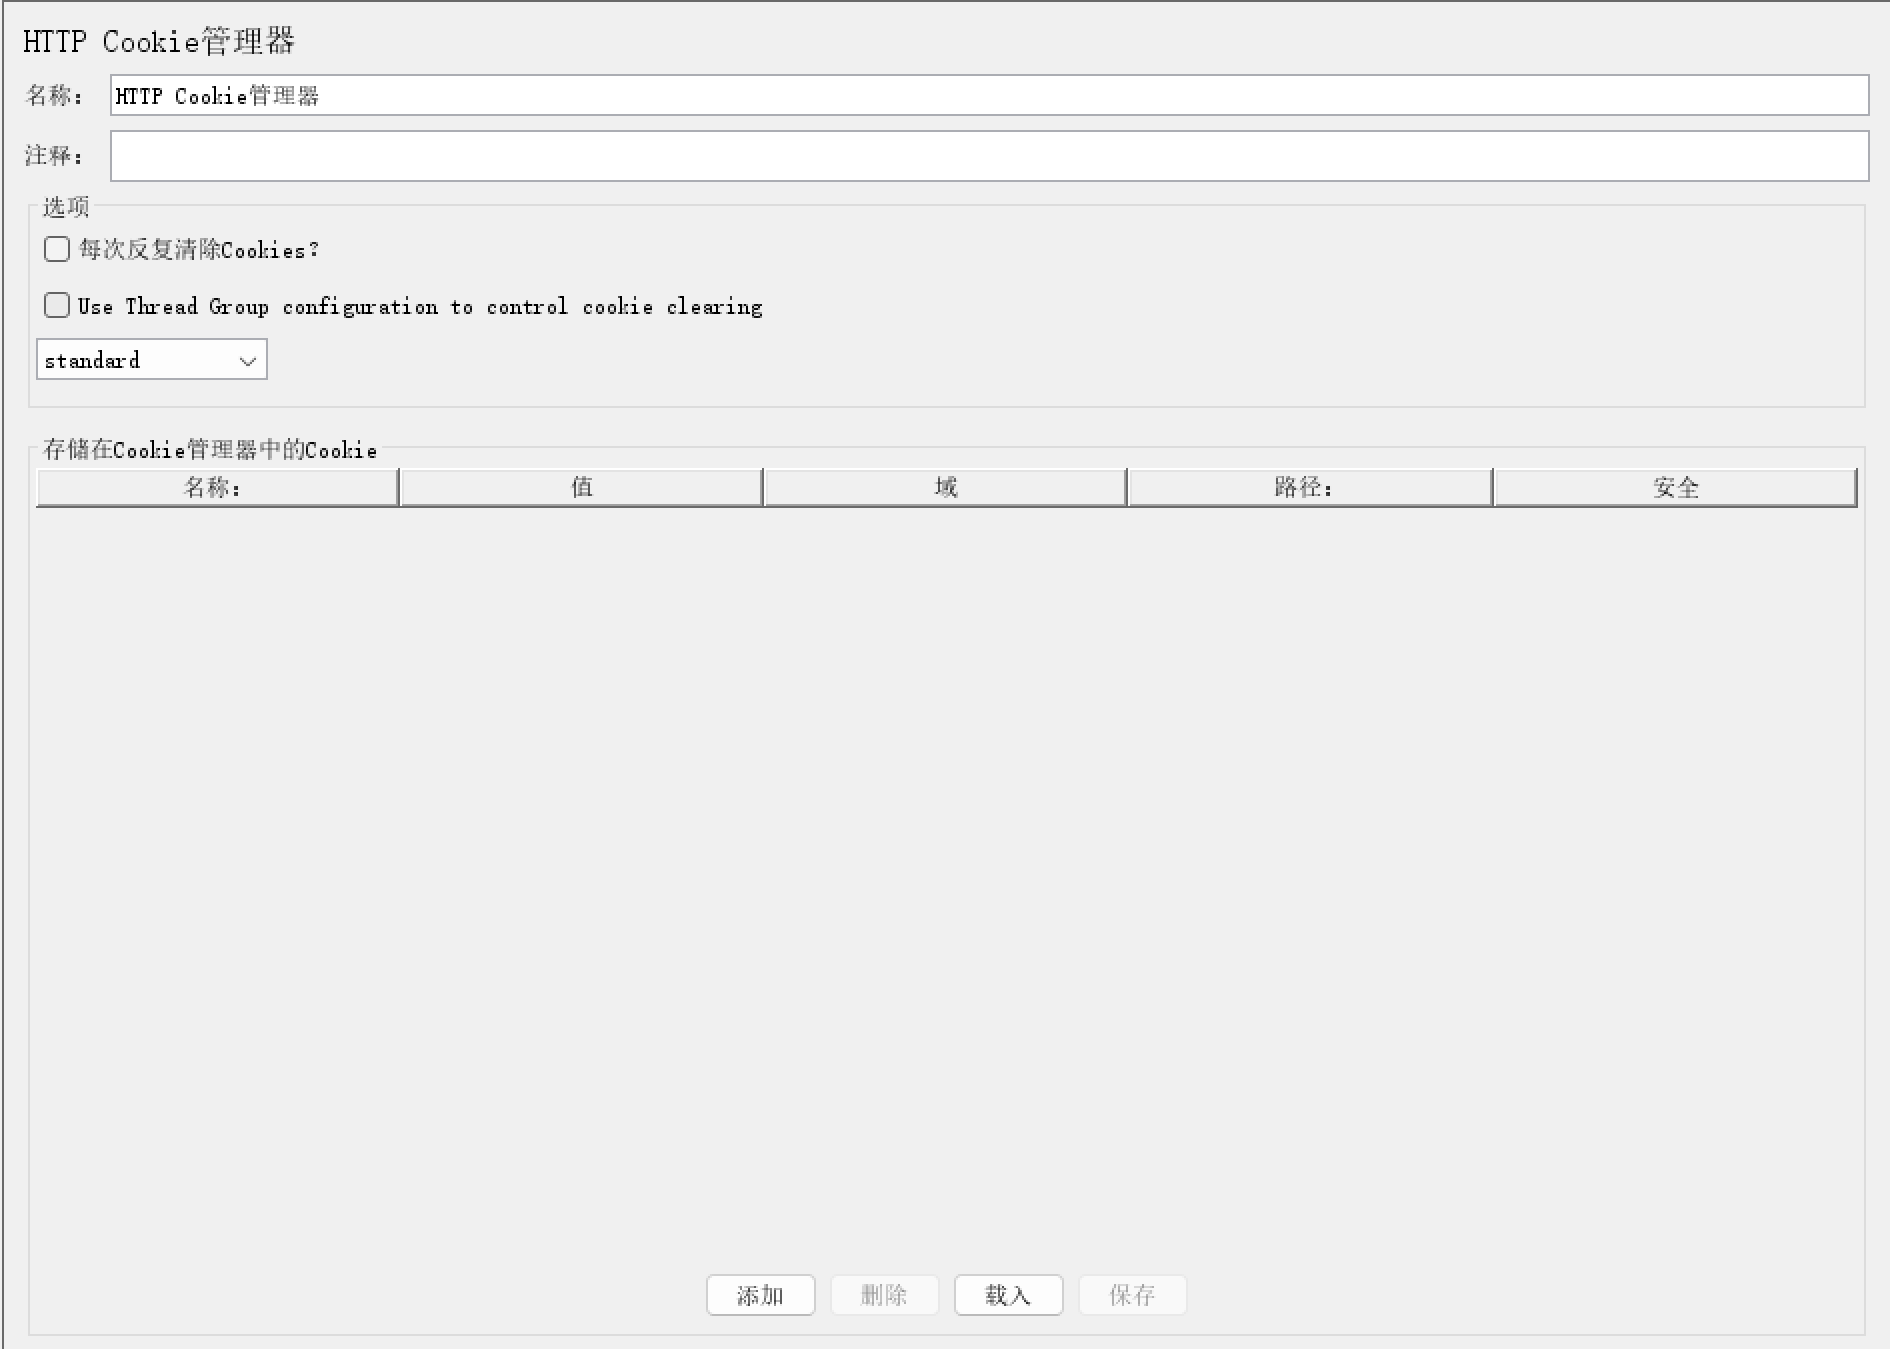 HTTP Cookie管理器
名称： HTTP Cookie管理器
注释：
选项
每次反复清除Cookies?
Use Thread Group configuration to control cookie clearing
standard
存储在Cookie管理器中的Cookie
名称： 值 域 路径： 安全
添加 删除 载入 保存